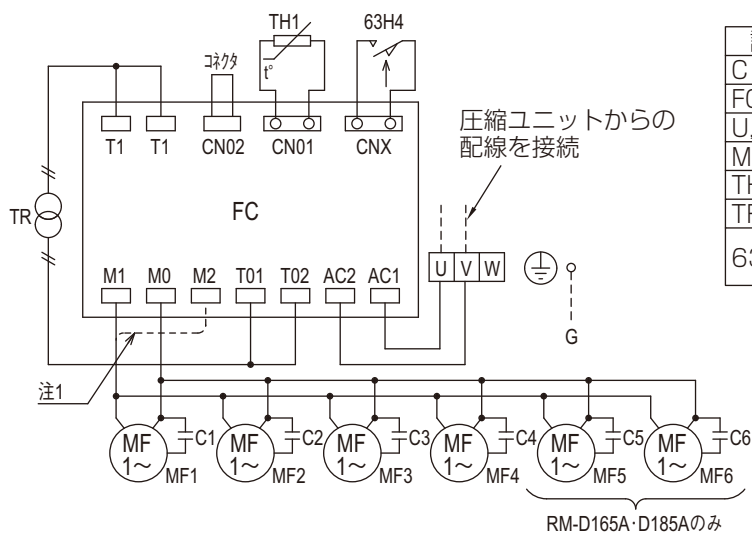 TH1
63H4
コネクタ
t°
T1
T1
CN02
CN01
CNX
圧縮ユニットからの
配線を接続
TR
FC
M1
M0
M2
T01
T02
AC2
AC1
U
V
W
G
注1
MF
1～
MF1
C1
MF
1～
MF2
C2
MF
1～
MF3
C3
MF
1～
MF4
C4
MF
1～
MF5
C5
MF
1～
MF6
C6
RM-D165A･D185Aのみ
C
U,
M
63